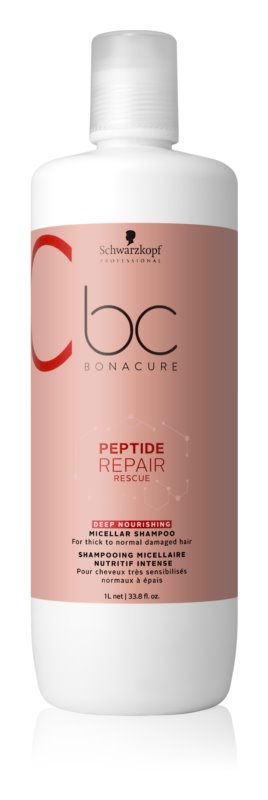 Schwarzkopf
PROFESSIONAL
bc
BONACURE
PEPTIDE
REPAIR
RESCUE
DEEP NOURISHING
MICELLAR SHAMPOO
For thick to normal damaged hair
SHAMPOOING MICELLAIRE
NUTRITIF INTENSE
Pour cheveux très sensibilisés
normaux à épais
1L net | 33.8 fl. oz.